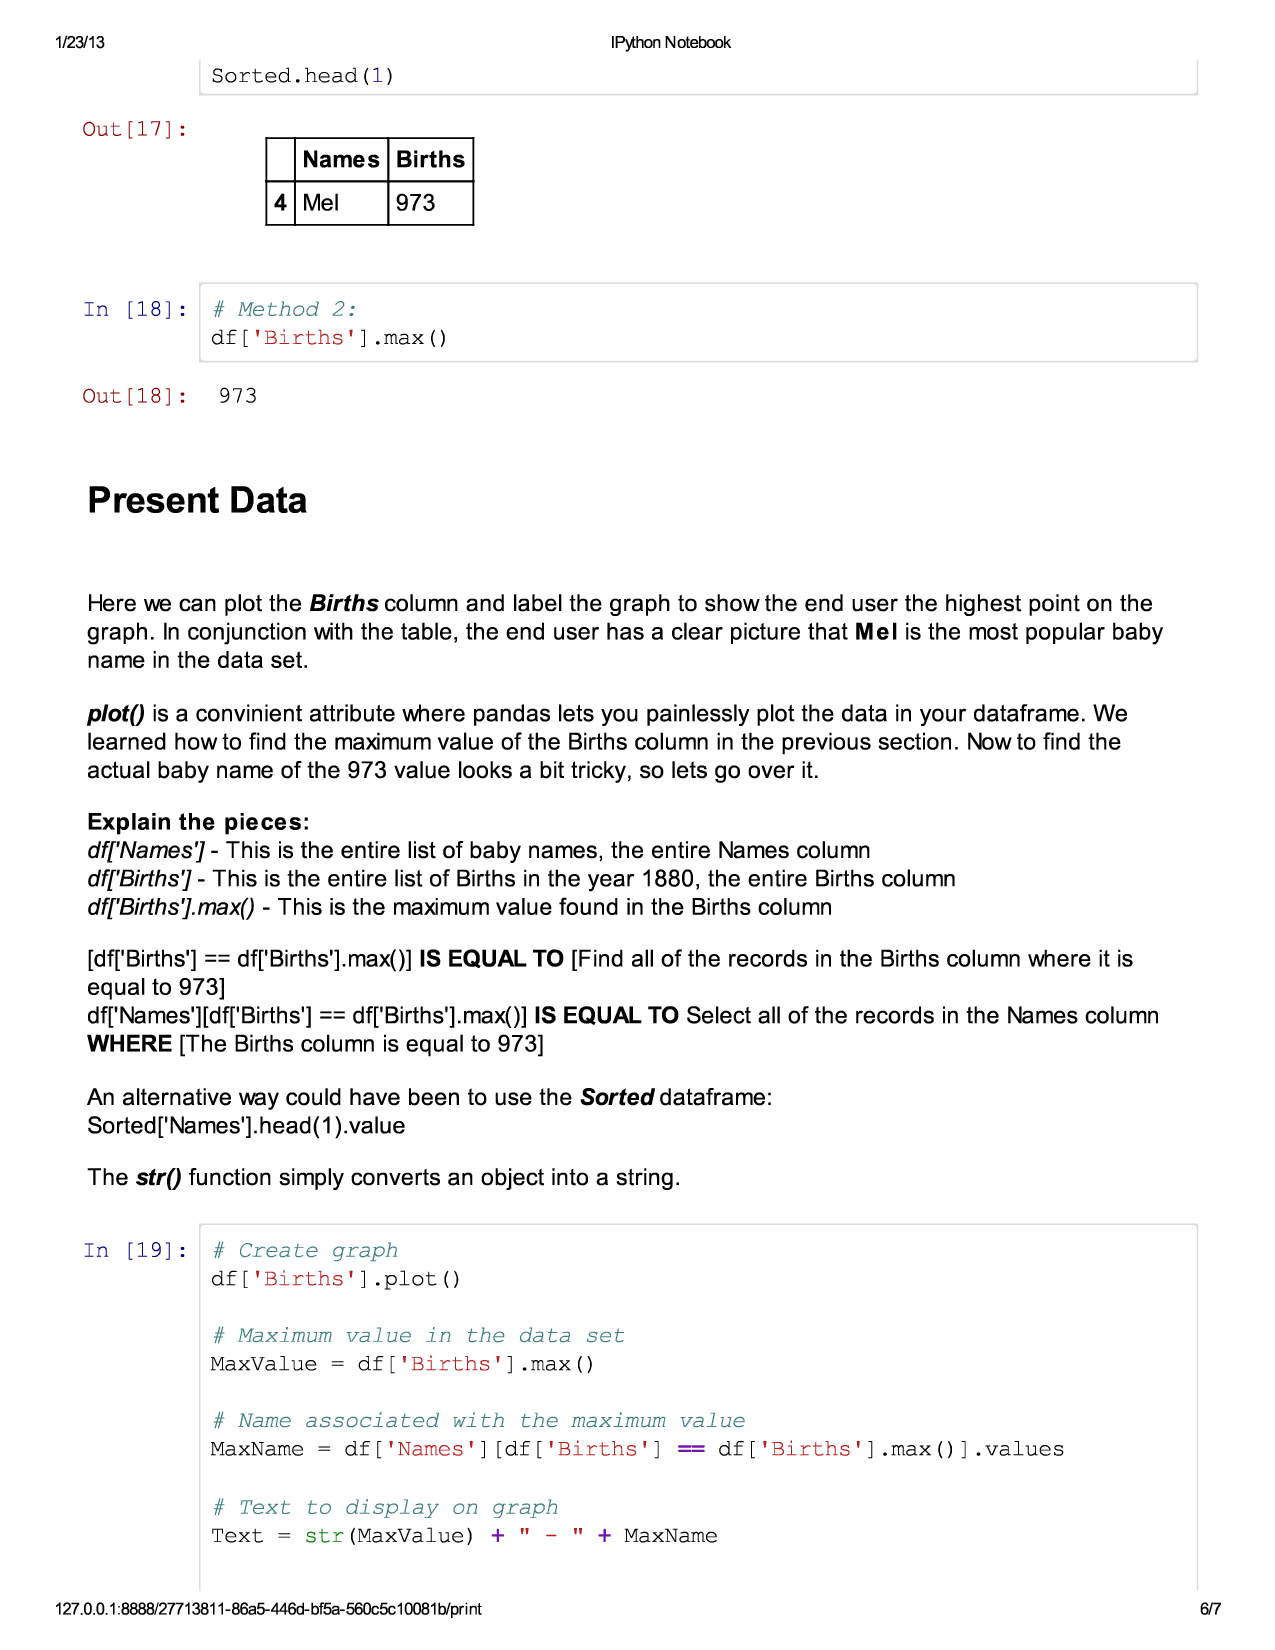 1/23/13 IPython Notebook
Sorted.head(1)
Out[17]:
Names Births
4 Mel 973
In [18]: # Method 2:
df['Births'].max()
Out[18]: 973
Present Data
Here we can plot the Births column and label the graph to show the end user the highest point on the
graph. In conjunction with the table, the end user has a clear picture that Mel is the most popular baby
name in the data set.
plot() is a convinient attribute where pandas lets you painlessly plot the data in your dataframe. We
learned how to find the maximum value of the Births column in the previous section. Now to find the
actual baby name of the 973 value looks a bit tricky, so lets go over it.
Explain the pieces:
df['Names'] - This is the entire list of baby names, the entire Names column
df['Births'] - This is the entire list of Births in the year 1880, the entire Births column
df['Births'].max() - This is the maximum value found in the Births column
[df['Births'] == df['Births'].max()] IS EQUAL TO [Find all of the records in the Births column where it is
equal to 973]
df['Names'][df['Births'] == df['Births'].max()] IS EQUAL TO Select all of the records in the Names column
WHERE [The Births column is equal to 973]
An alternative way could have been to use the Sorted dataframe:
Sorted['Names'].head(1).value
The str() function simply converts an object into a string.
In [19]: # Create graph
df['Births'].plot()
# Maximum value in the data set
MaxValue = df['Births'].max()
# Name associated with the maximum value
MaxName = df['Names'][df['Births'] == df['Births'].max()].values
# Text to display on graph
Text = str(MaxValue) + " - " + MaxName
127.0.0.1:8888/27713811-86a5-446d-bf5a-560c5c10081b/print 6/7